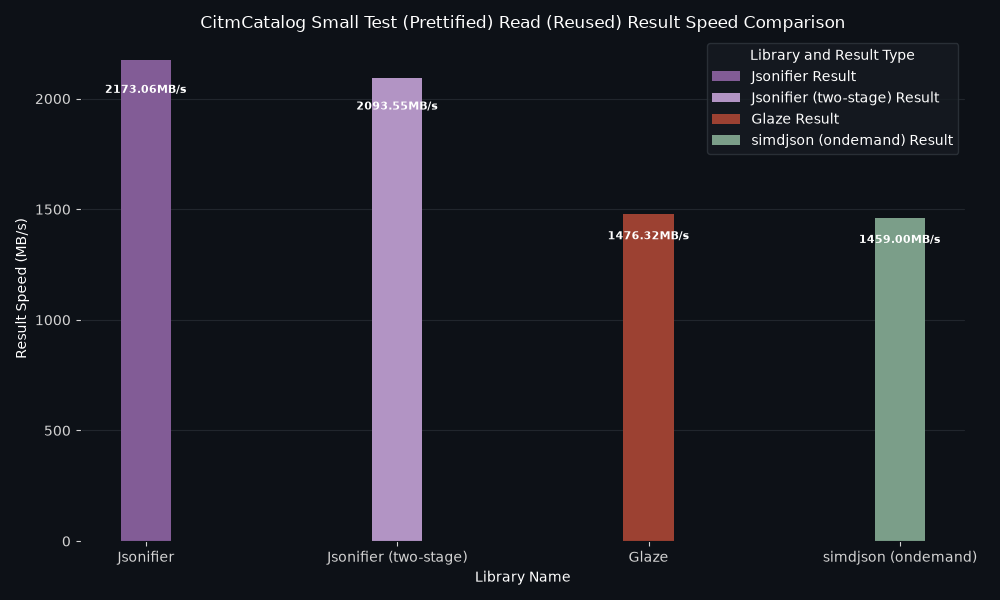 CitmCatalog Small Test (Prettified) Read (Reused) Result Speed Comparison
Library and Result Type
Jsonifier Result
Jsonifier (two-stage) Result
Glaze Result
simdjson (ondemand) Result
2173.06MB/s
2093.55MB/s
1476.32MB/s
1459.00MB/s
Result Speed (MB/s)
2000
1500
1000
500
0
Jsonifier
Jsonifier (two-stage)
Glaze
simdjson (ondemand)
Library Name